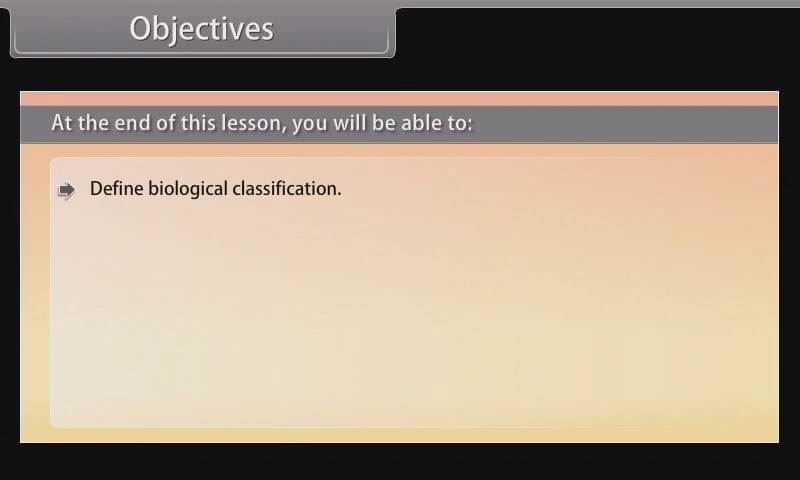 Objectives
At the end of this lesson, you will be able to:
Define biological classification.